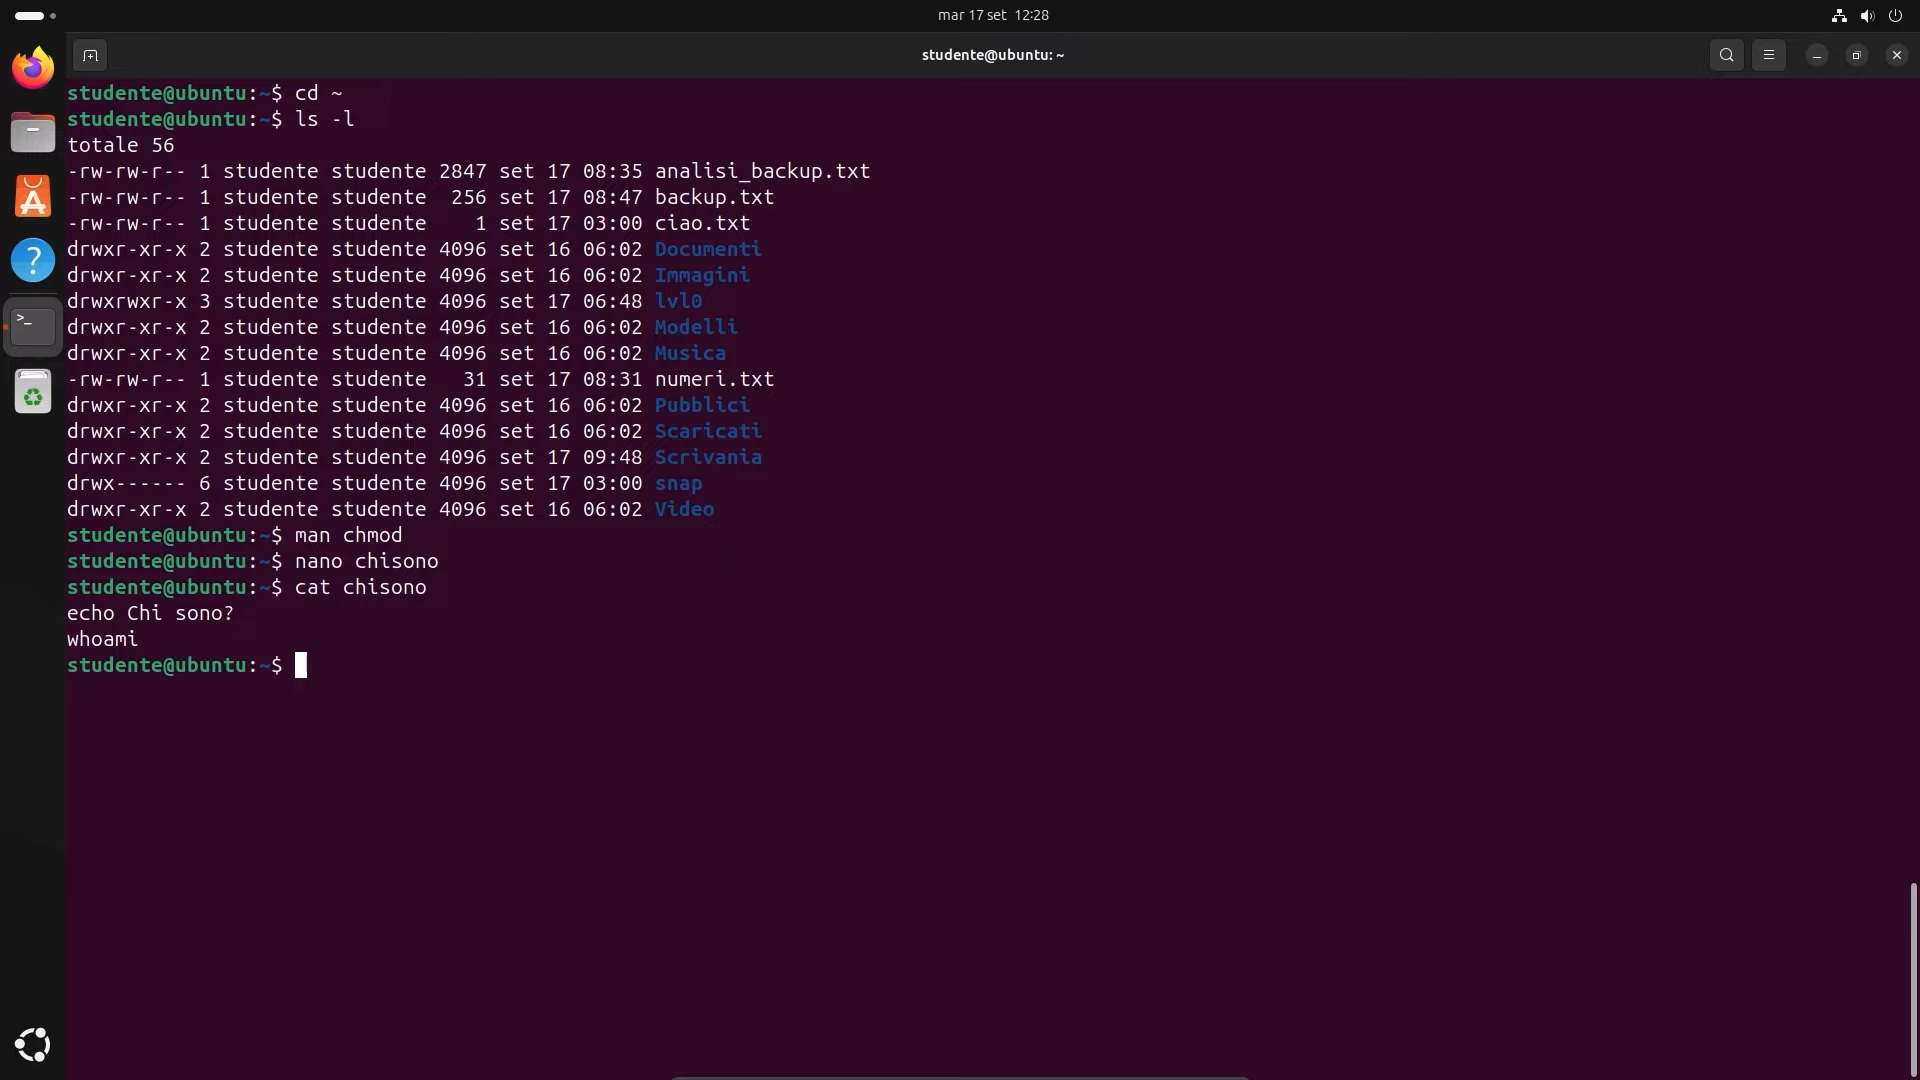 mar 17 set 12:28
studente@ubuntu: ~
studente@ubuntu:~$ cd ~
studente@ubuntu:~$ ls -l
totale 56
-rw-rw-r-- 1 studente studente 2847 set 17 08:35 analisi_backup.txt
-rw-rw-r-- 1 studente studente  256 set 17 08:47 backup.txt
-rw-rw-r-- 1 studente studente    1 set 17 03:00 ciao.txt
drwxr-xr-x 2 studente studente 4096 set 16 06:02 Documenti
drwxr-xr-x 2 studente studente 4096 set 16 06:02 Immagini
drwxrwxr-x 3 studente studente 4096 set 17 06:48 lvl0
drwxr-xr-x 2 studente studente 4096 set 16 06:02 Modelli
drwxr-xr-x 2 studente studente 4096 set 16 06:02 Musica
-rw-rw-r-- 1 studente studente   31 set 17 08:31 numeri.txt
drwxr-xr-x 2 studente studente 4096 set 16 06:02 Pubblici
drwxr-xr-x 2 studente studente 4096 set 16 06:02 Scaricati
drwxr-xr-x 2 studente studente 4096 set 17 09:48 Scrivania
drwx------ 6 studente studente 4096 set 17 03:00 snap
drwxr-xr-x 2 studente studente 4096 set 16 06:02 Video
studente@ubuntu:~$ man chmod
studente@ubuntu:~$ nano chisono
studente@ubuntu:~$ cat chisono
echo Chi sono?
whoami
studente@ubuntu:~$